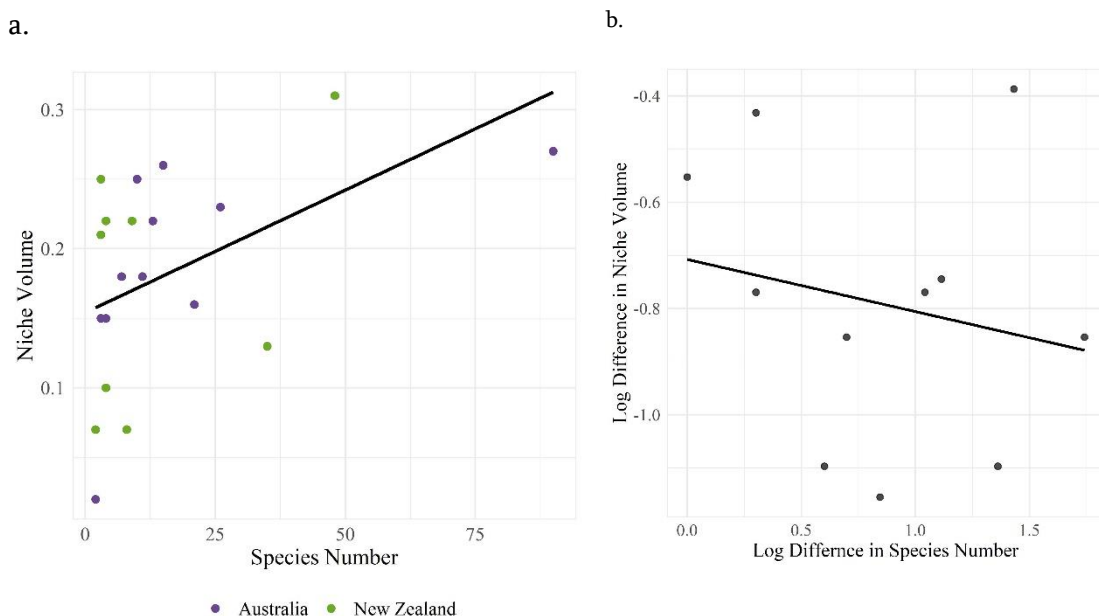 a.
0.3
0.2
0.1
Niche Volume
0
25
50
75
Species Number
Australia
New Zealand
b.
-0.4
-0.6
-0.8
-1.0
Log Difference in Niche Volume
0.0
0.5
1.0
1.5
Log Differnce in Species Number